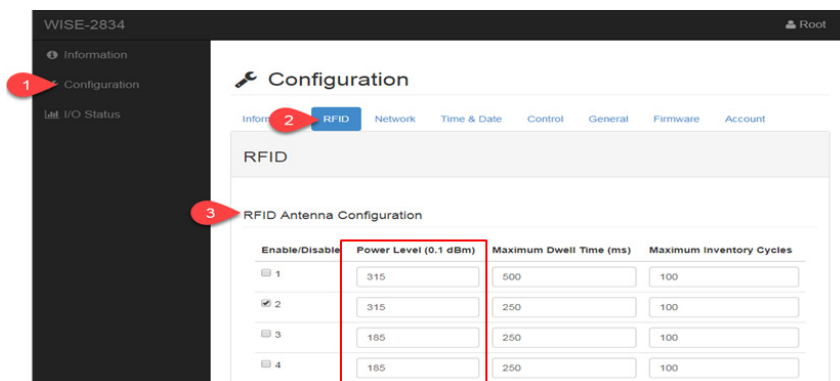 WISE-2834
Root
Information
1
Configuration
I/O Status
Configuration
Inform
2
RFID
Network
Time & Date
Control
General
Firmware
Account
RFID
3
RFID Antenna Configuration
Enable/Disable Power Level (0.1 dBm) Maximum Dwell Time (ms) Maximum Inventory Cycles
1 315 500 100
2 315 250 100
3 185 250 100
4 185 250 100